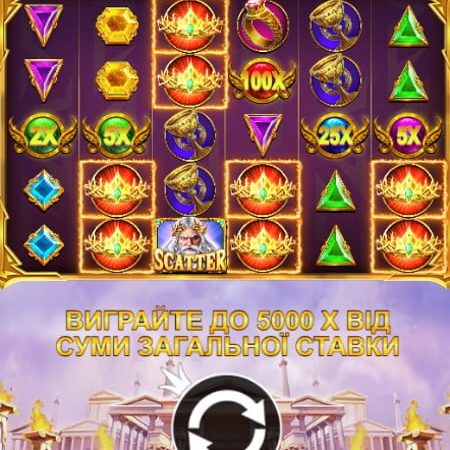 100X
2X 5X 25X 5X
SCATTER
ВИГРАЙТЕ ДО 5000 X ВІД
СУМИ ЗАГАЛЬНОЇ СТАВКИ